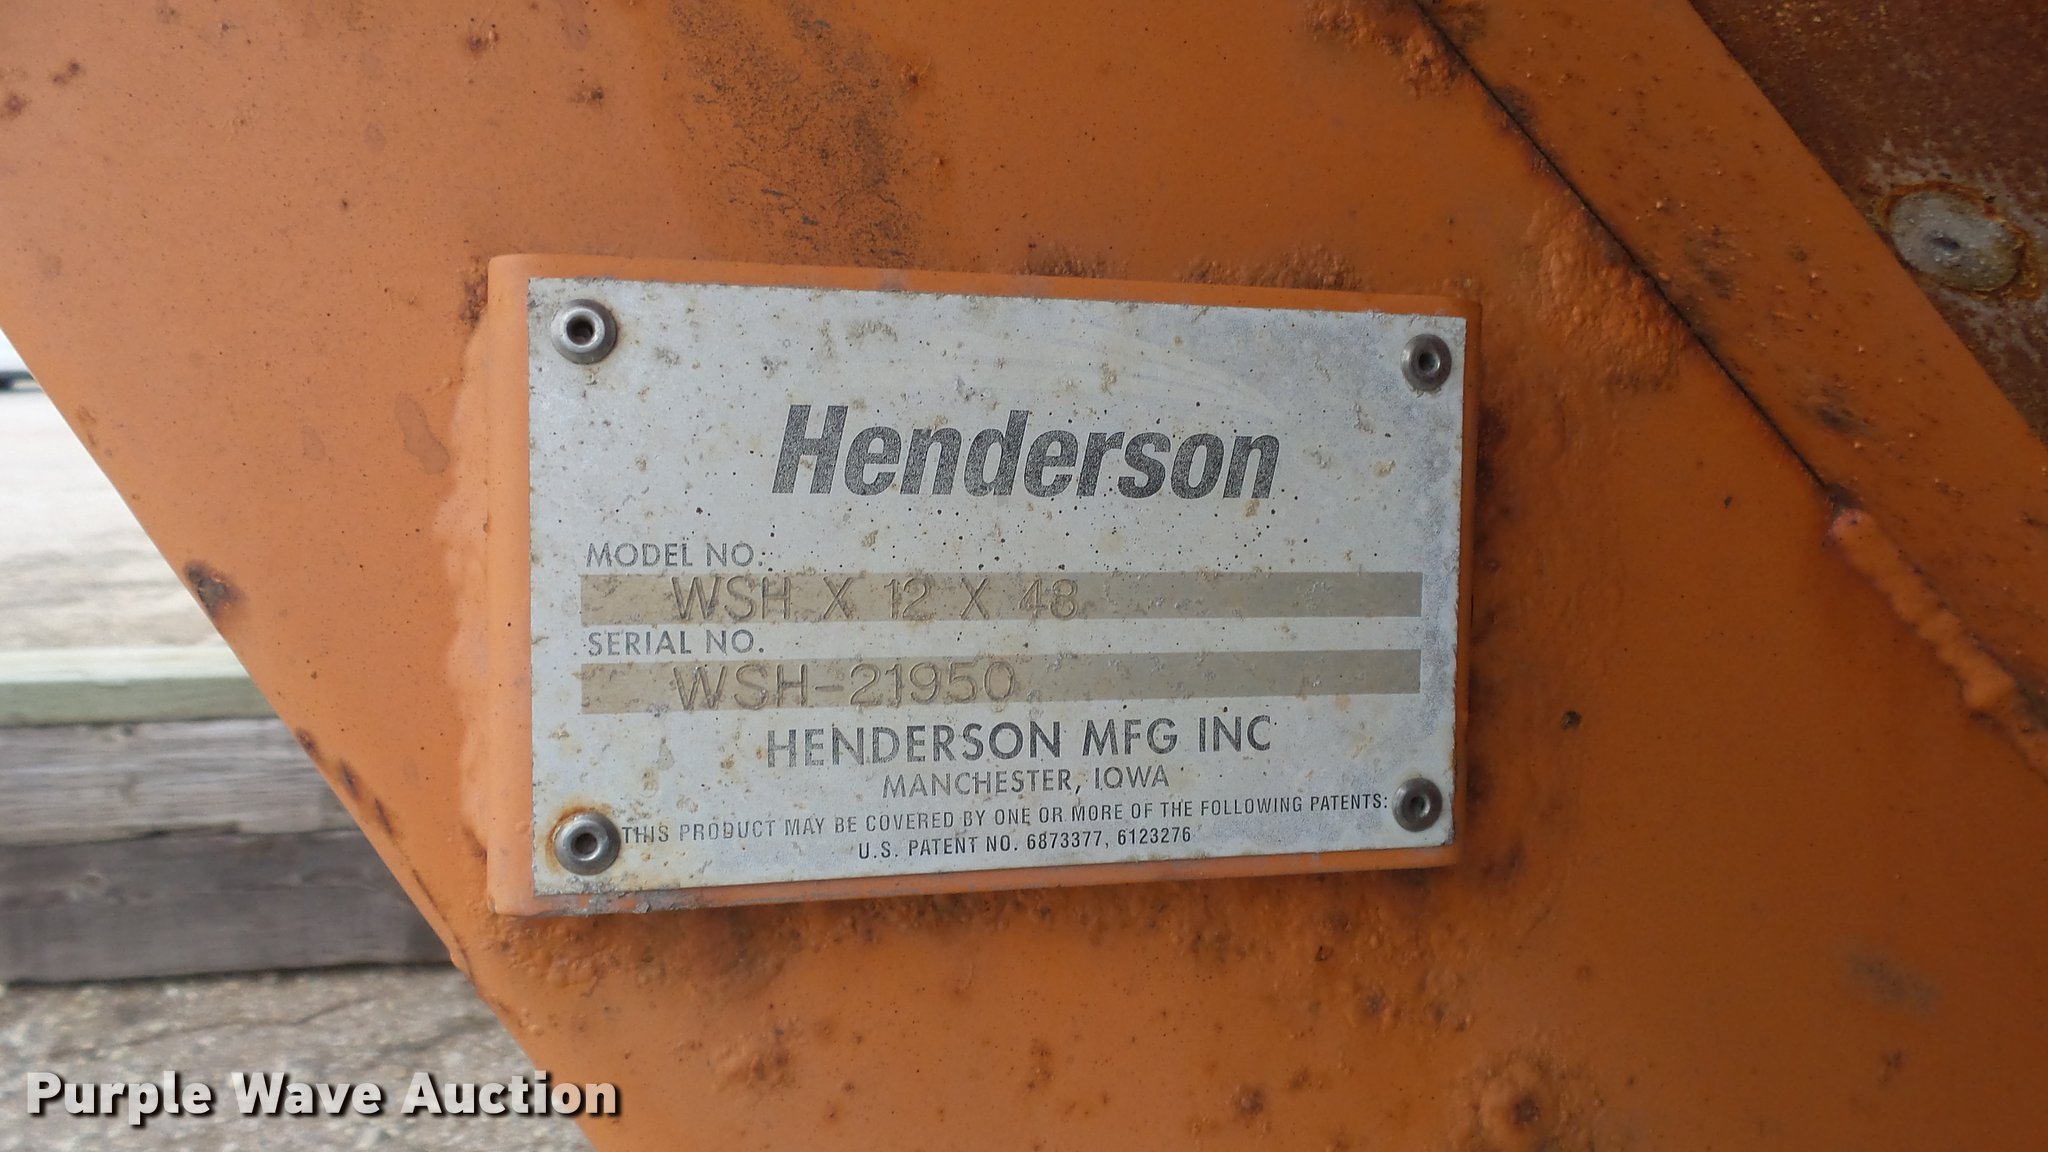 Henderson
MODEL NO.
WSH X 12 X 48
SERIAL NO.
WSH-21950
HENDERSON MFG INC
MANCHESTER, IOWA
THIS PRODUCT MAY BE COVERED BY ONE OR MORE OF THE FOLLOWING PATENTS:
U.S. PATENT NO. 6873377, 6123276
Purple Wave Auction